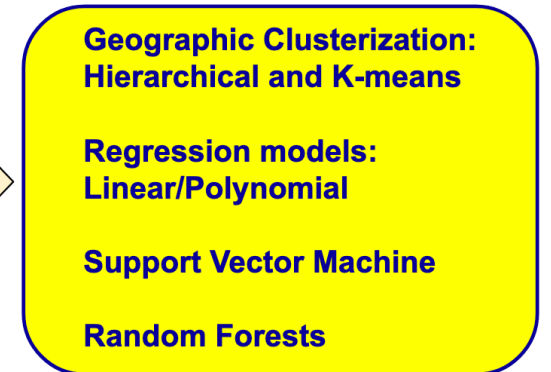 Geographic Clusterization:
Hierarchical and K-means
Regression models:
Linear/Polynomial
Support Vector Machine
Random Forests